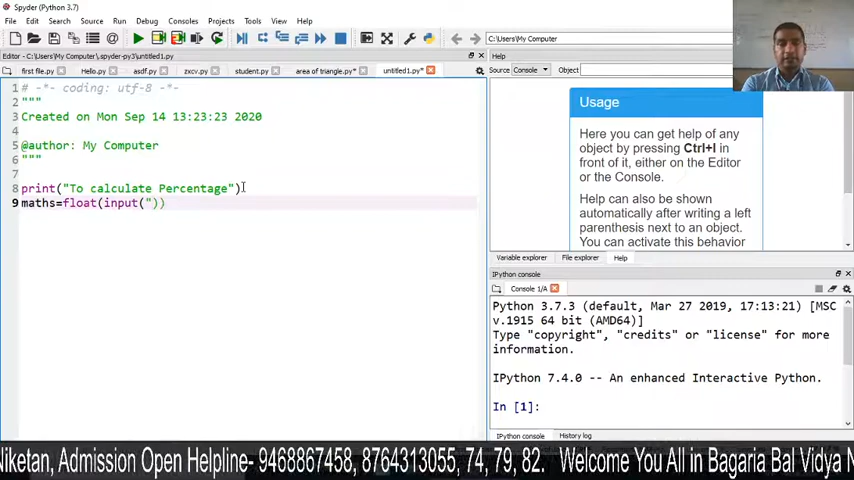 Spyder (Python 3.7)
File Edit Search Source Run Debug Consoles Projects Tools View Help
C:\Users\My Computer
Editor - C:\Users\My Computer\.spyder-py3\untitled1.py
Help
first file.py Hello.py asdf.py zxcv.py student.py area of triangle.py* untitled1.py*
Source Console Object
1 # -*- coding: utf-8 -*-
2 """
3 Created on Mon Sep 14 13:23:23 2020
4
5 @author: My Computer
6 """
7
8 print("To calculate Percentage")
9 maths=float(input("))
Usage
Here you can get help of any
object by pressing Ctrl+I in
front of it, either on the Editor
or the Console.
Help can also be shown
automatically after writing a left
parenthesis next to an object.
You can activate this behavior
Variable explorer File explorer Help
IPython console
Console 1/A
Python 3.7.3 (default, Mar 27 2019, 17:13:21) [MSC
v.1915 64 bit (AMD64)]
Type "copyright", "credits" or "license" for more
information.
IPython 7.4.0 -- An enhanced Interactive Python.
In [1]:
IPython console History log
Niketan, Admission Open Helpline- 9468867458, 8764313055, 74, 79, 82. Welcome You All in Bagaria Bal Vidya N